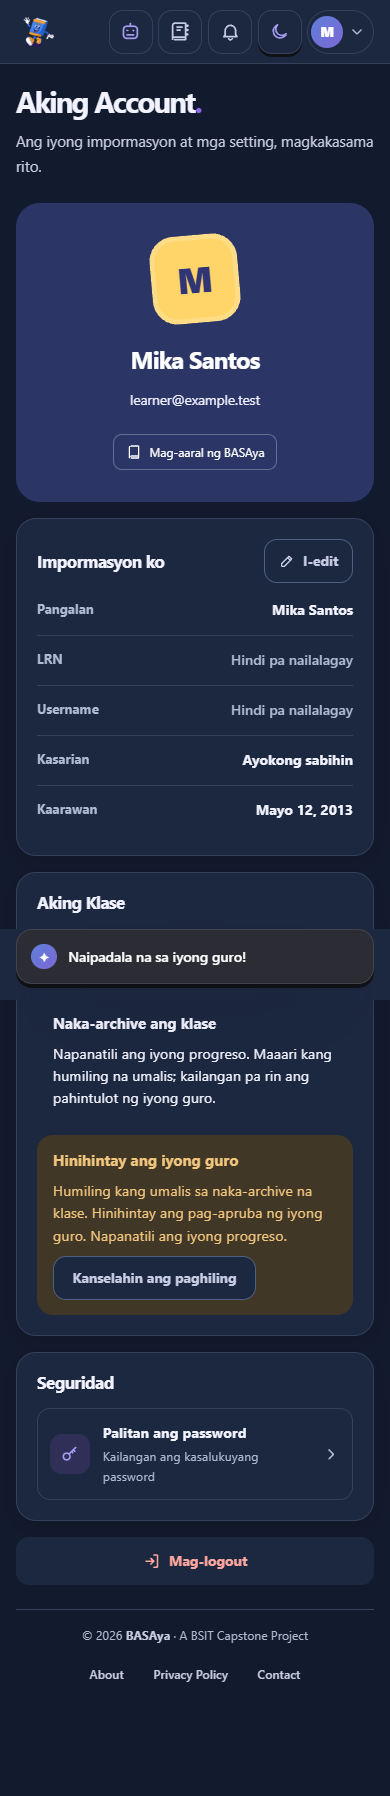 M
Aking Account.
Ang iyong impormasyon at mga setting, magkakasama
rito.
M
Mika Santos
learner@example.test
Mag-aaral ng BASAya
Impormasyon ko
I-edit
Pangalan
Mika Santos
LRN
Hindi pa nailalagay
Username
Hindi pa nailalagay
Kasarian
Ayokong sabihin
Kaarawan
Mayo 12, 2013
Aking Klase
Naipadala na sa iyong guro!
Naka-archive ang klase
Napanatili ang iyong progreso. Maaari kang
humiling na umalis; kailangan pa rin ang
pahintulot ng iyong guro.
Hinihintay ang iyong guro
Humiling kang umalis sa naka-archive na
klase. Hinihintay ang pag-apruba ng iyong
guro. Napanatili ang iyong progreso.
Kanselahin ang paghiling
Seguridad
Palitan ang password
Kailangan ang kasalukuyang
password
Mag-logout
© 2026 BASAya · A BSIT Capstone Project
About
Privacy Policy
Contact